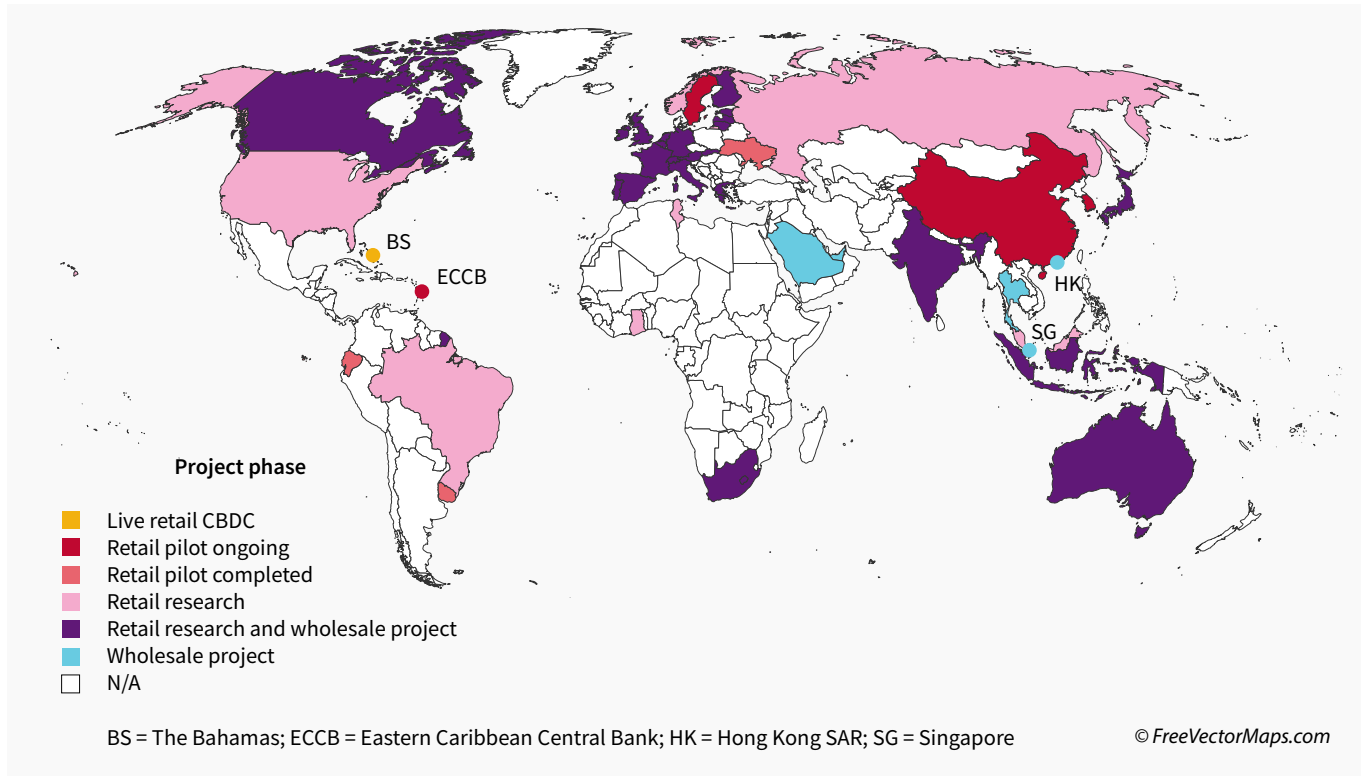 BS
ECCB
HK
SG
Project phase
Live retail CBDC
Retail pilot ongoing
Retail pilot completed
Retail research
Retail research and wholesale project
Wholesale project
N/A
BS = The Bahamas; ECCB = Eastern Caribbean Central Bank; HK = Hong Kong SAR; SG = Singapore
© FreeVectorMaps.com